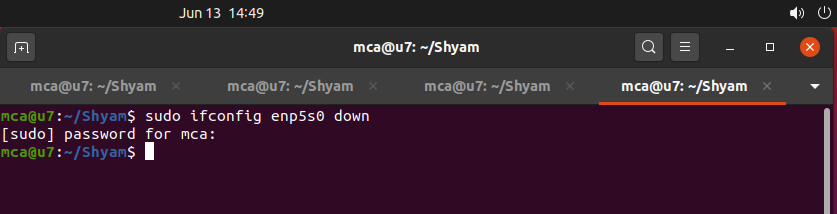 Jun 13 14:49
mca@u7: ~/Shyam
mca@u7: ~/Shyam mca@u7: ~/Shyam mca@u7: ~/Shyam mca@u7: ~/Shyam
mca@u7:~/Shyam$ sudo ifconfig enp5s0 down
[sudo] password for mca:
mca@u7:~/Shyam$